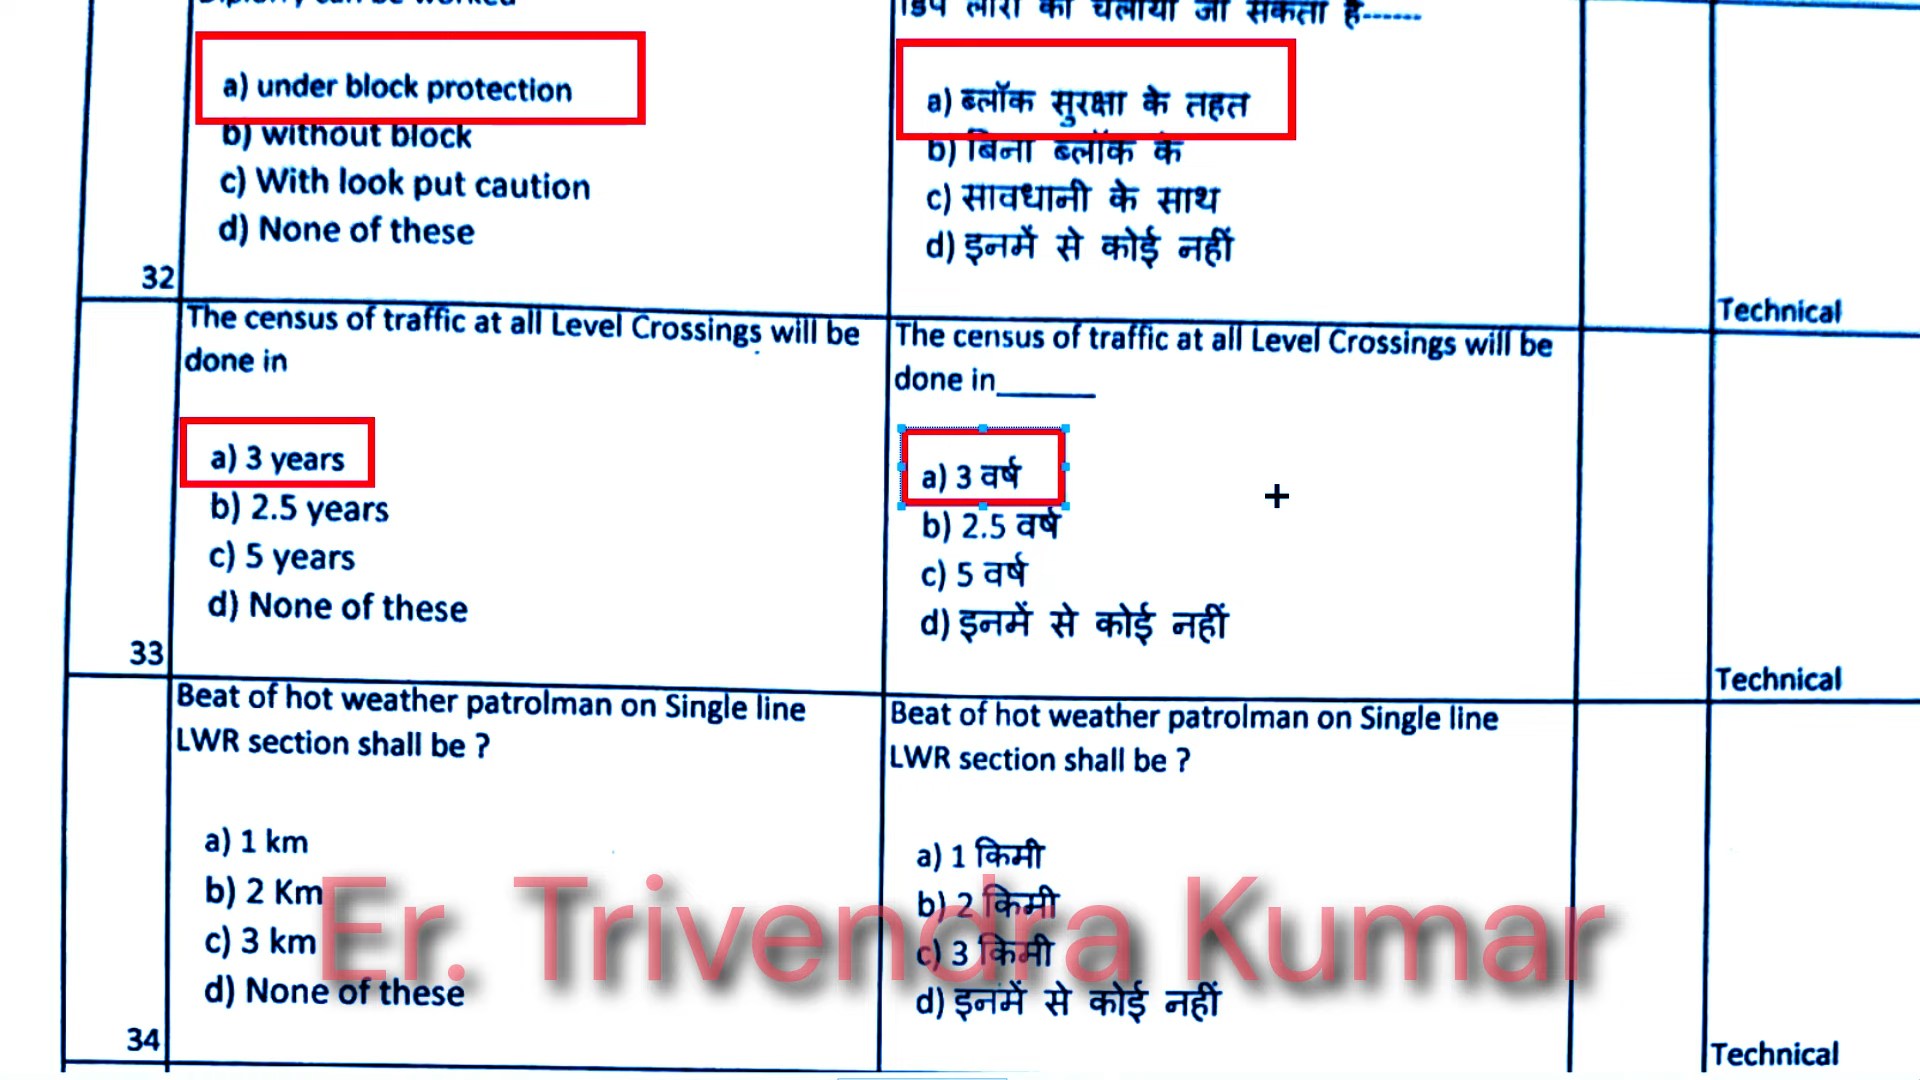 can be worked
a) under block protection
b) without block
c) With look put caution
d) None of these
32
डिप लोरी को चलाया जा सकता है------
a) ब्लॉक सुरक्षा के तहत
b) बिना ब्लॉक के
c) सावधानी के साथ
d) इनमें से कोई नहीं
Technical
The census of traffic at all Level Crossings will be
done in
a) 3 years
b) 2.5 years
c) 5 years
d) None of these
33
The census of traffic at all Level Crossings will be
done in______
a) 3 वर्ष
b) 2.5 वर्ष
c) 5 वर्ष
d) इनमें से कोई नहीं
Technical
Beat of hot weather patrolman on Single line
LWR section shall be ?
a) 1 km
b) 2 Km
c) 3 km
d) None of these
34
Beat of hot weather patrolman on Single line
LWR section shall be ?
a) 1 किमी
b) 2 किमी
c) 3 किमी
d) इनमें से कोई नहीं
Technical
Er. Trivendra Kumar